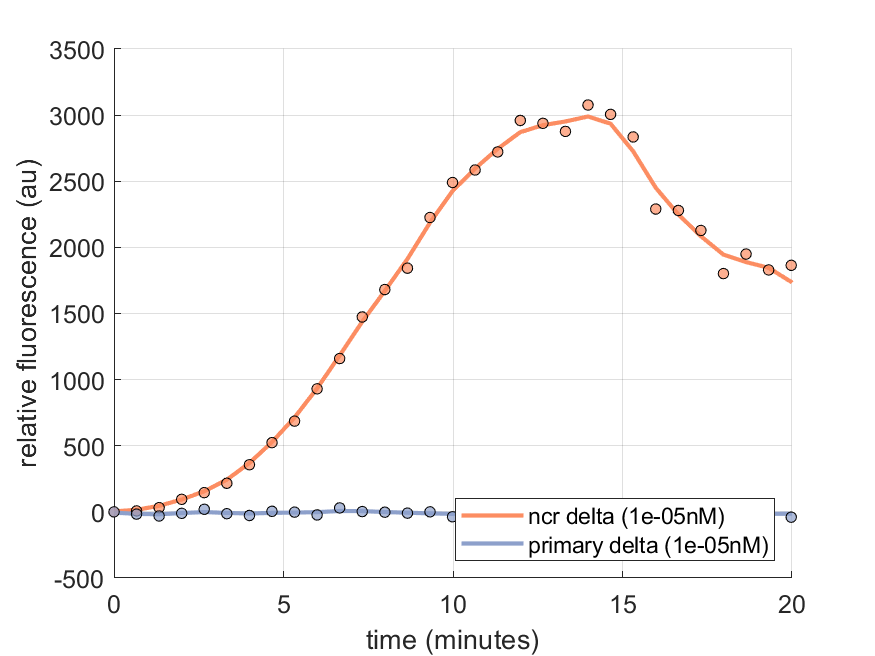 3500
3000
2500
2000
1500
1000
500
0
-500
relative fluorescence (au)
ncr delta (1e-05nM)
primary delta (1e-05nM)
0 5 10 15 20
time (minutes)